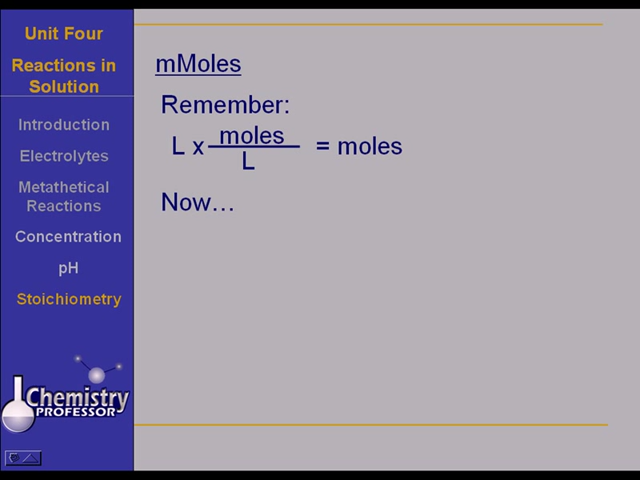 Unit Four
Reactions in
Solution
Introduction
Electrolytes
Metathetical
Reactions
Concentration
pH
Stoichiometry
Chemistry
PROFESSOR
mMoles
Remember:
L x moles = moles
L
Now…